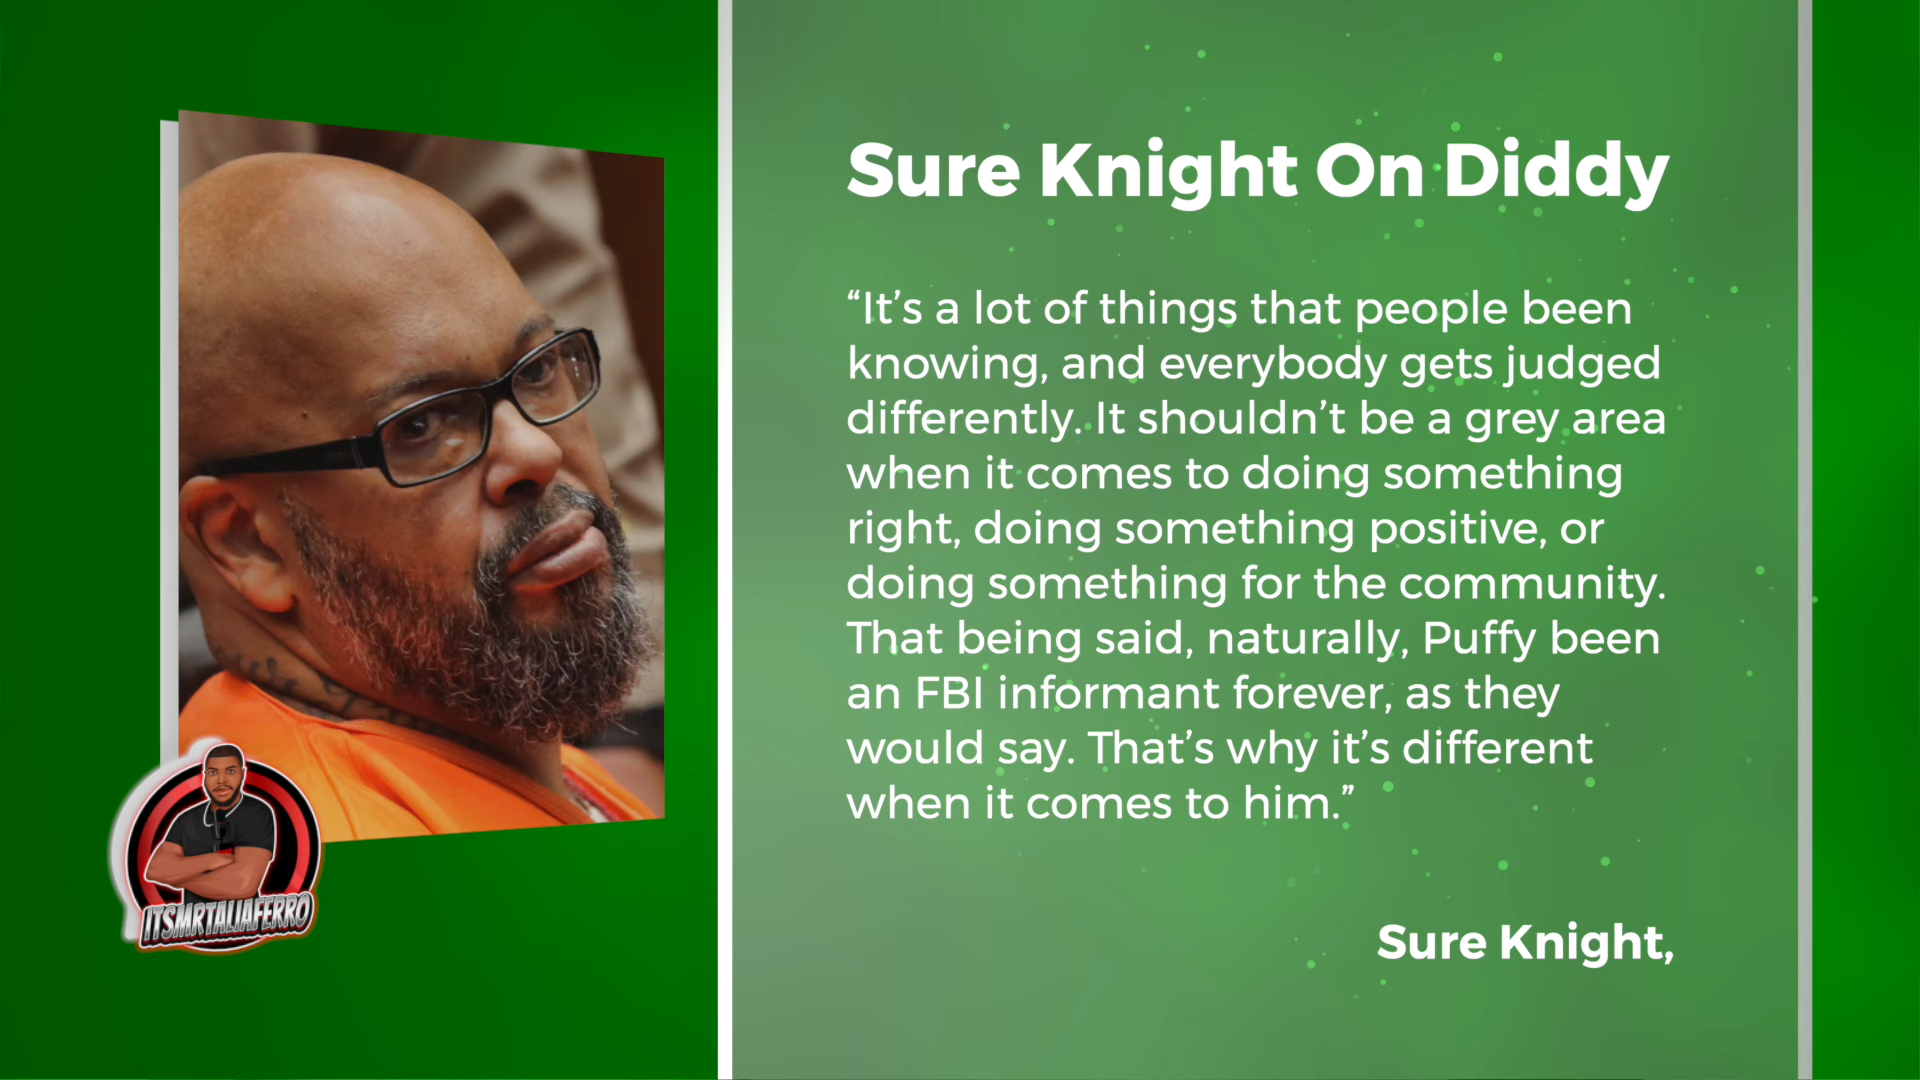 Sure Knight On Diddy
“It’s a lot of things that people been
knowing, and everybody gets judged
differently. It shouldn’t be a grey area
when it comes to doing something
right, doing something positive, or
doing something for the community.
That being said, naturally, Puffy been
an FBI informant forever, as they
would say. That’s why it’s different
when it comes to him.”
Sure Knight,
ITSMRTALIAFERRO